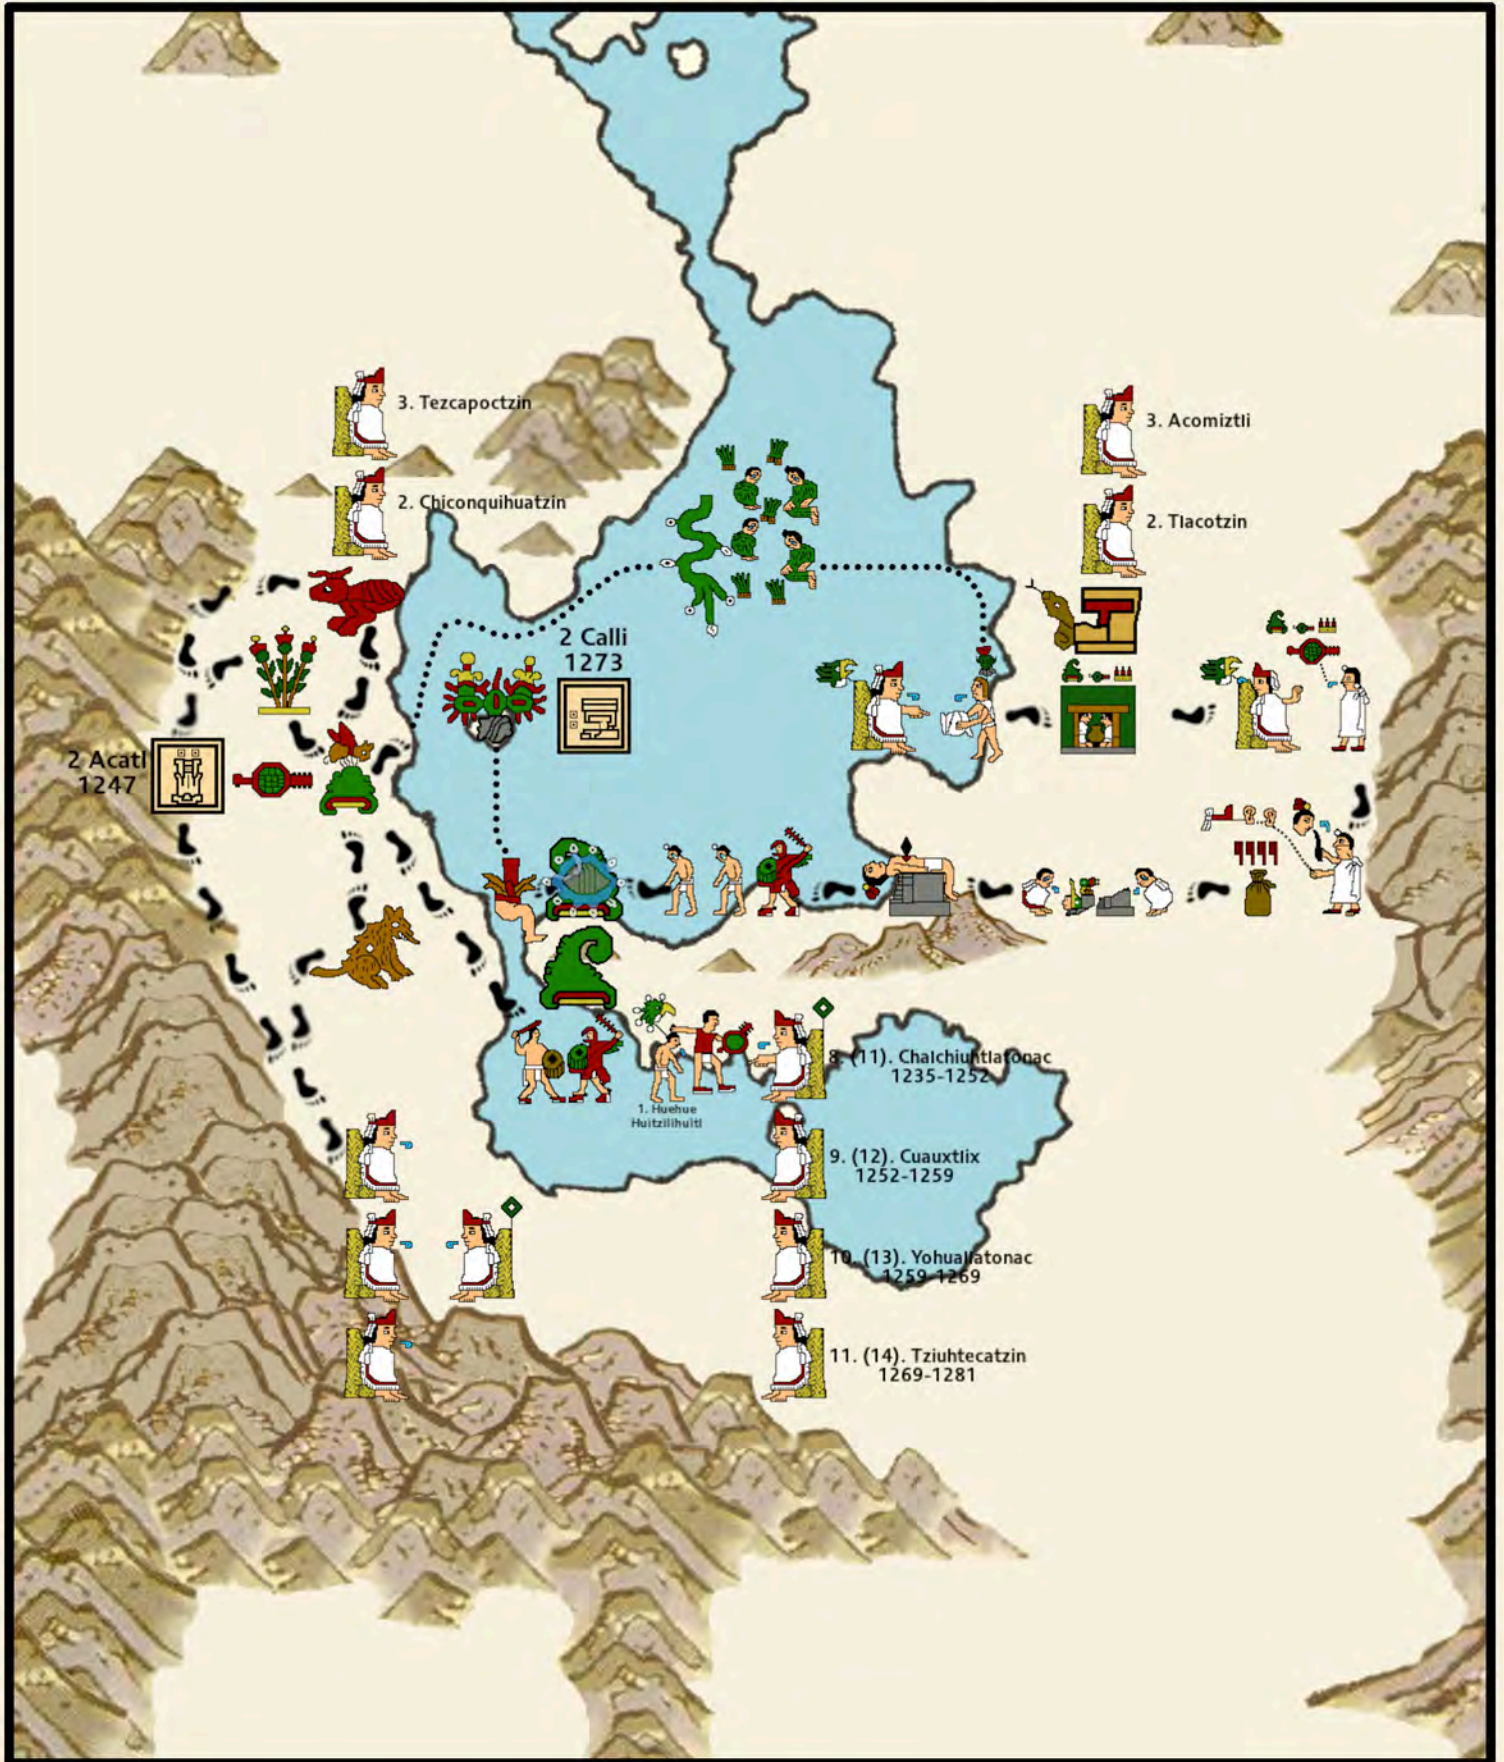 3. Tezcapoctzin
3. Acomiztli
2. Chiconquihuatzin
2. Tlacotzin
2 Calli
1273
2 Acatl
1247
8. (11). Chalchiuhtlatonac
1235-1252
1. Huehue
Huitzilihuitl
9. (12). Cuauxtlix
1252-1259
10. (13). Yohuallatonac
1259-1269
11. (14). Tziuhtecatzin
1269-1281